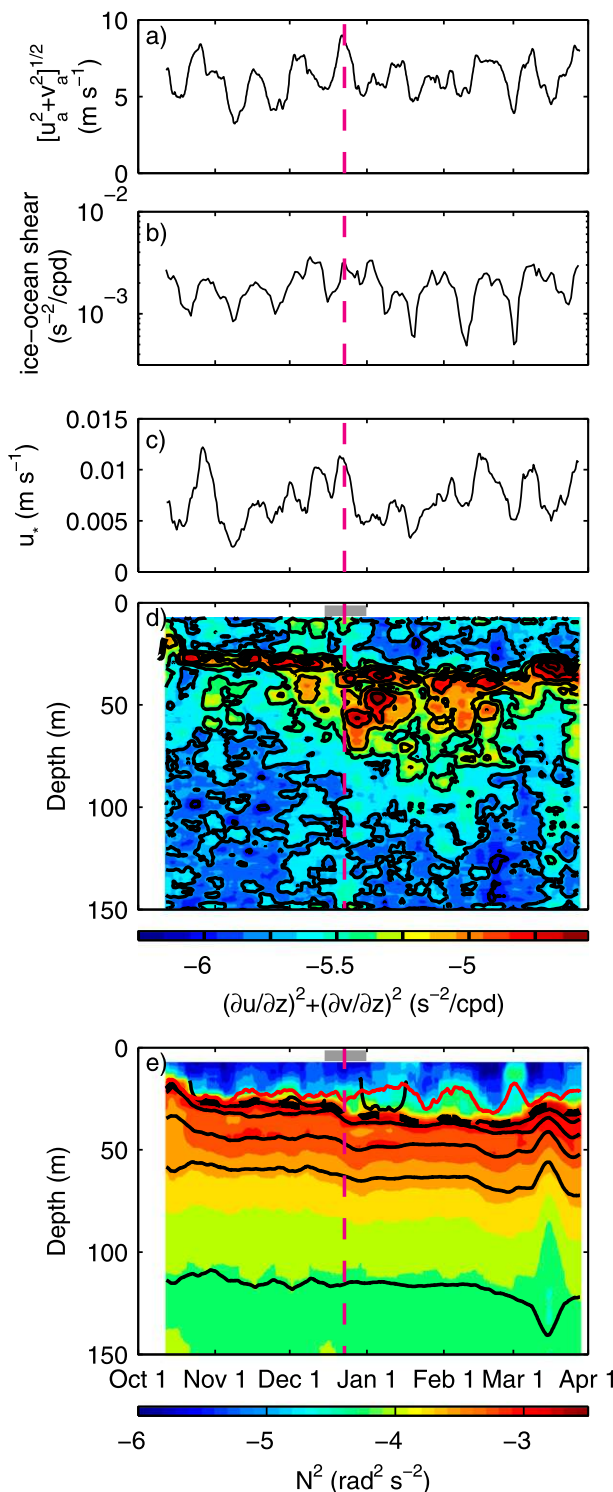 a)
10
5
0
[u_a^2+v_a^2]^1/2
(m s^−1)
b)
10^−2
10^−3
ice−ocean shear
(s^−2/cpd)
c)
0.015
0.01
0.005
0
u_* (m s^−1)
d)
0
50
100
150
Depth (m)
−6
−5.5
−5
(∂u/∂z)^2+(∂v/∂z)^2 (s^−2/cpd)
e)
0
50
100
150
Depth (m)
Oct 1 Nov 1 Dec 1 Jan 1 Feb 1 Mar 1 Apr 1
−6
−5
−4
−3
N^2 (rad^2 s^−2)